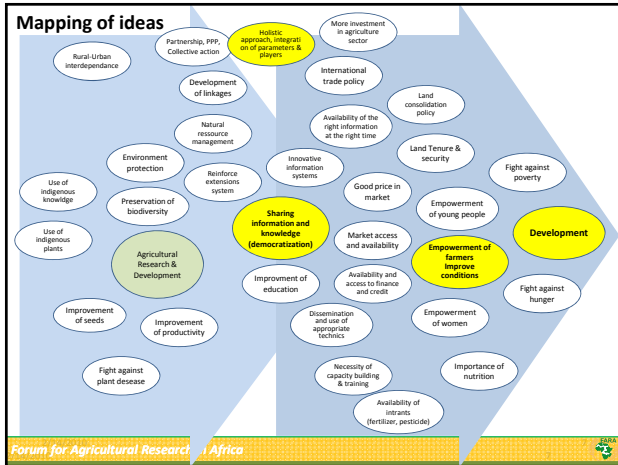 Mapping of ideas
Rural-Urban
interdependance
Partnership, PPP,
Collective action
Holistic
approach, integrati
on of parameters &
players
More investment
in agriculture
sector
Development
of linkages
International
trade policy
Land
consolidation
policy
Natural
ressource
management
Availability of the
right information
at the right time
Environment
protection
Innovative
information
systems
Land Tenure &
security
Fight against
poverty
Use of
indigenous
knowldge
Reinforce
extensions
system
Good price in
market
Preservation of
biodiversity
Empowerment
of young people
Use of
indigenous
plants
Sharing
information and
knowledge
(democratization)
Market access
and availability
Development
Agricultural
Research &
Development
Empowerment of
farmers
Improve
conditions
Improvment of
education
Availability and
access to finance
and credit
Fight against
hunger
Improvement
of seeds
Improvement
of productivity
Dissemination
and use of
appropriate
technics
Empowerment
of women
Fight against
plant desease
Necessity of
capacity building
& training
Importance of
nutrition
Availability of
intrants
(fertilizer, pesticide)
Forum for Agricultural Research in Africa
FARA